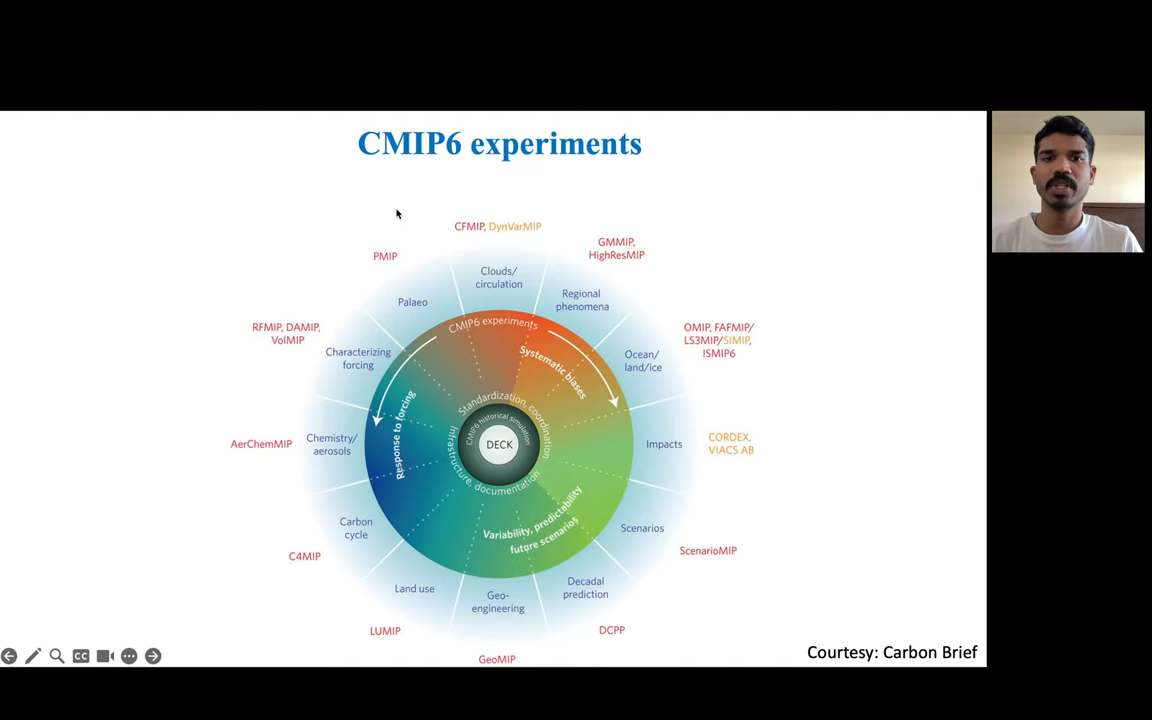 CMIP6 experiments
CFMIP, DynVarMIP
GMMIP,
HighResMIP
PMIP
Clouds/
circulation
Regional
phenomena
Palaeo
RFMIP, DAMIP,
VolMIP
OMIP, FAFMIP/
LS3MIP/SIMIP,
ISMIP6
CMIP6 experiments
Characterizing
forcing
Ocean/
land/ice
Systematic biases
Response to forcing
Standardization, coordination,
infrastructure, documentation
CMIP6 historical simulation
DECK
AerChemMIP
Chemistry/
aerosols
Impacts
CORDEX,
VIACS AB
Variability, predictability
future scenarios
Carbon
cycle
Scenarios
C4MIP
ScenarioMIP
Land use
Geo-
engineering
Decadal
prediction
LUMIP
DCPP
GeoMIP
CC
Courtesy: Carbon Brief